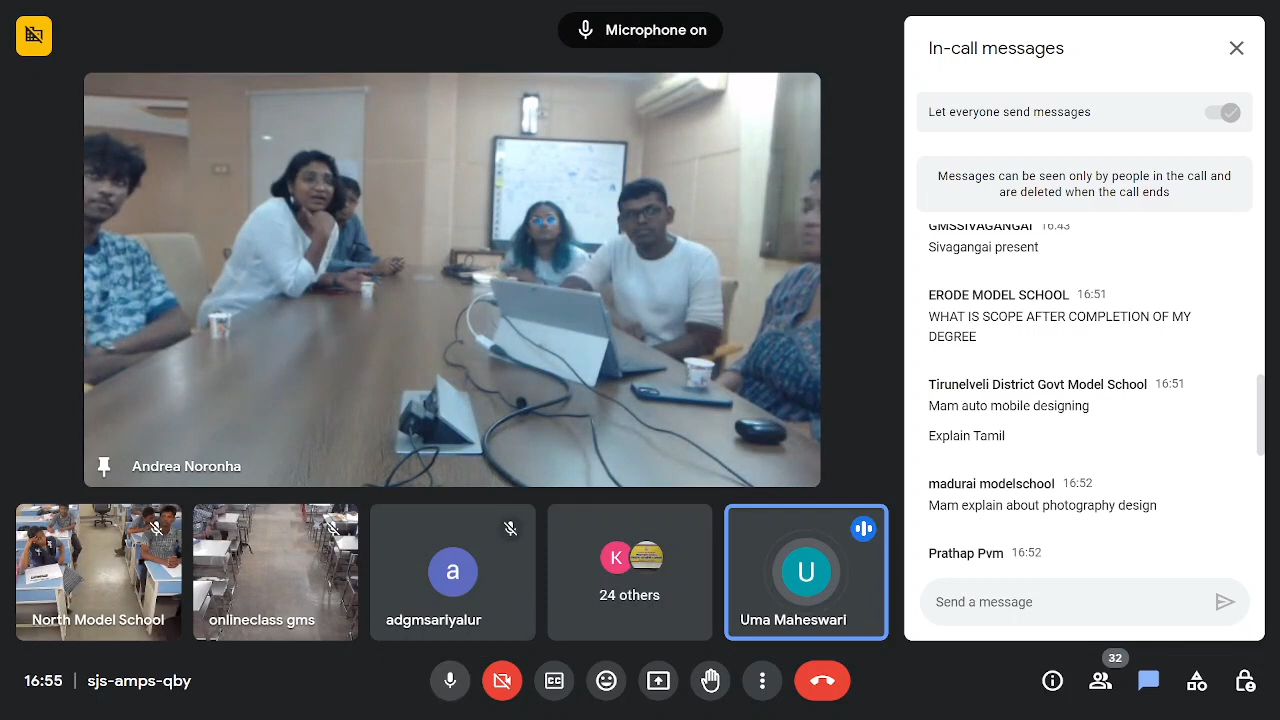 Microphone on
Andrea Noronha
North Model School
onlineclass gms
a
adgmsariyalur
K
24 others
U
Uma Maheswari
16:55 | sjs-amps-qby
In-call messages
Let everyone send messages
Messages can be seen only by people in the call and
are deleted when the call ends
GMSSIVAGANGAI 16:43
Sivagangai present
ERODE MODEL SCHOOL 16:51
WHAT IS SCOPE AFTER COMPLETION OF MY
DEGREE
Tirunelveli District Govt Model School 16:51
Mam auto mobile designing
Explain Tamil
madurai modelschool 16:52
Mam explain about photography design
Prathap Pvm 16:52
Send a message
32